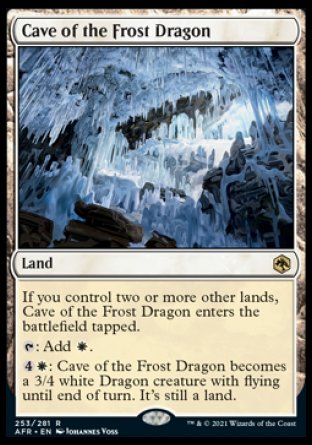 Cave of the Frost Dragon
Land
If you control two or more other lands,
Cave of the Frost Dragon enters the
battlefield tapped.
: Add .
4 : Cave of the Frost Dragon becomes
a 3/4 white Dragon creature with flying
until end of turn. It's still a land.
253/281 R
AFR • EN Johannes Voss
™ & © 2021 Wizards of the Coast